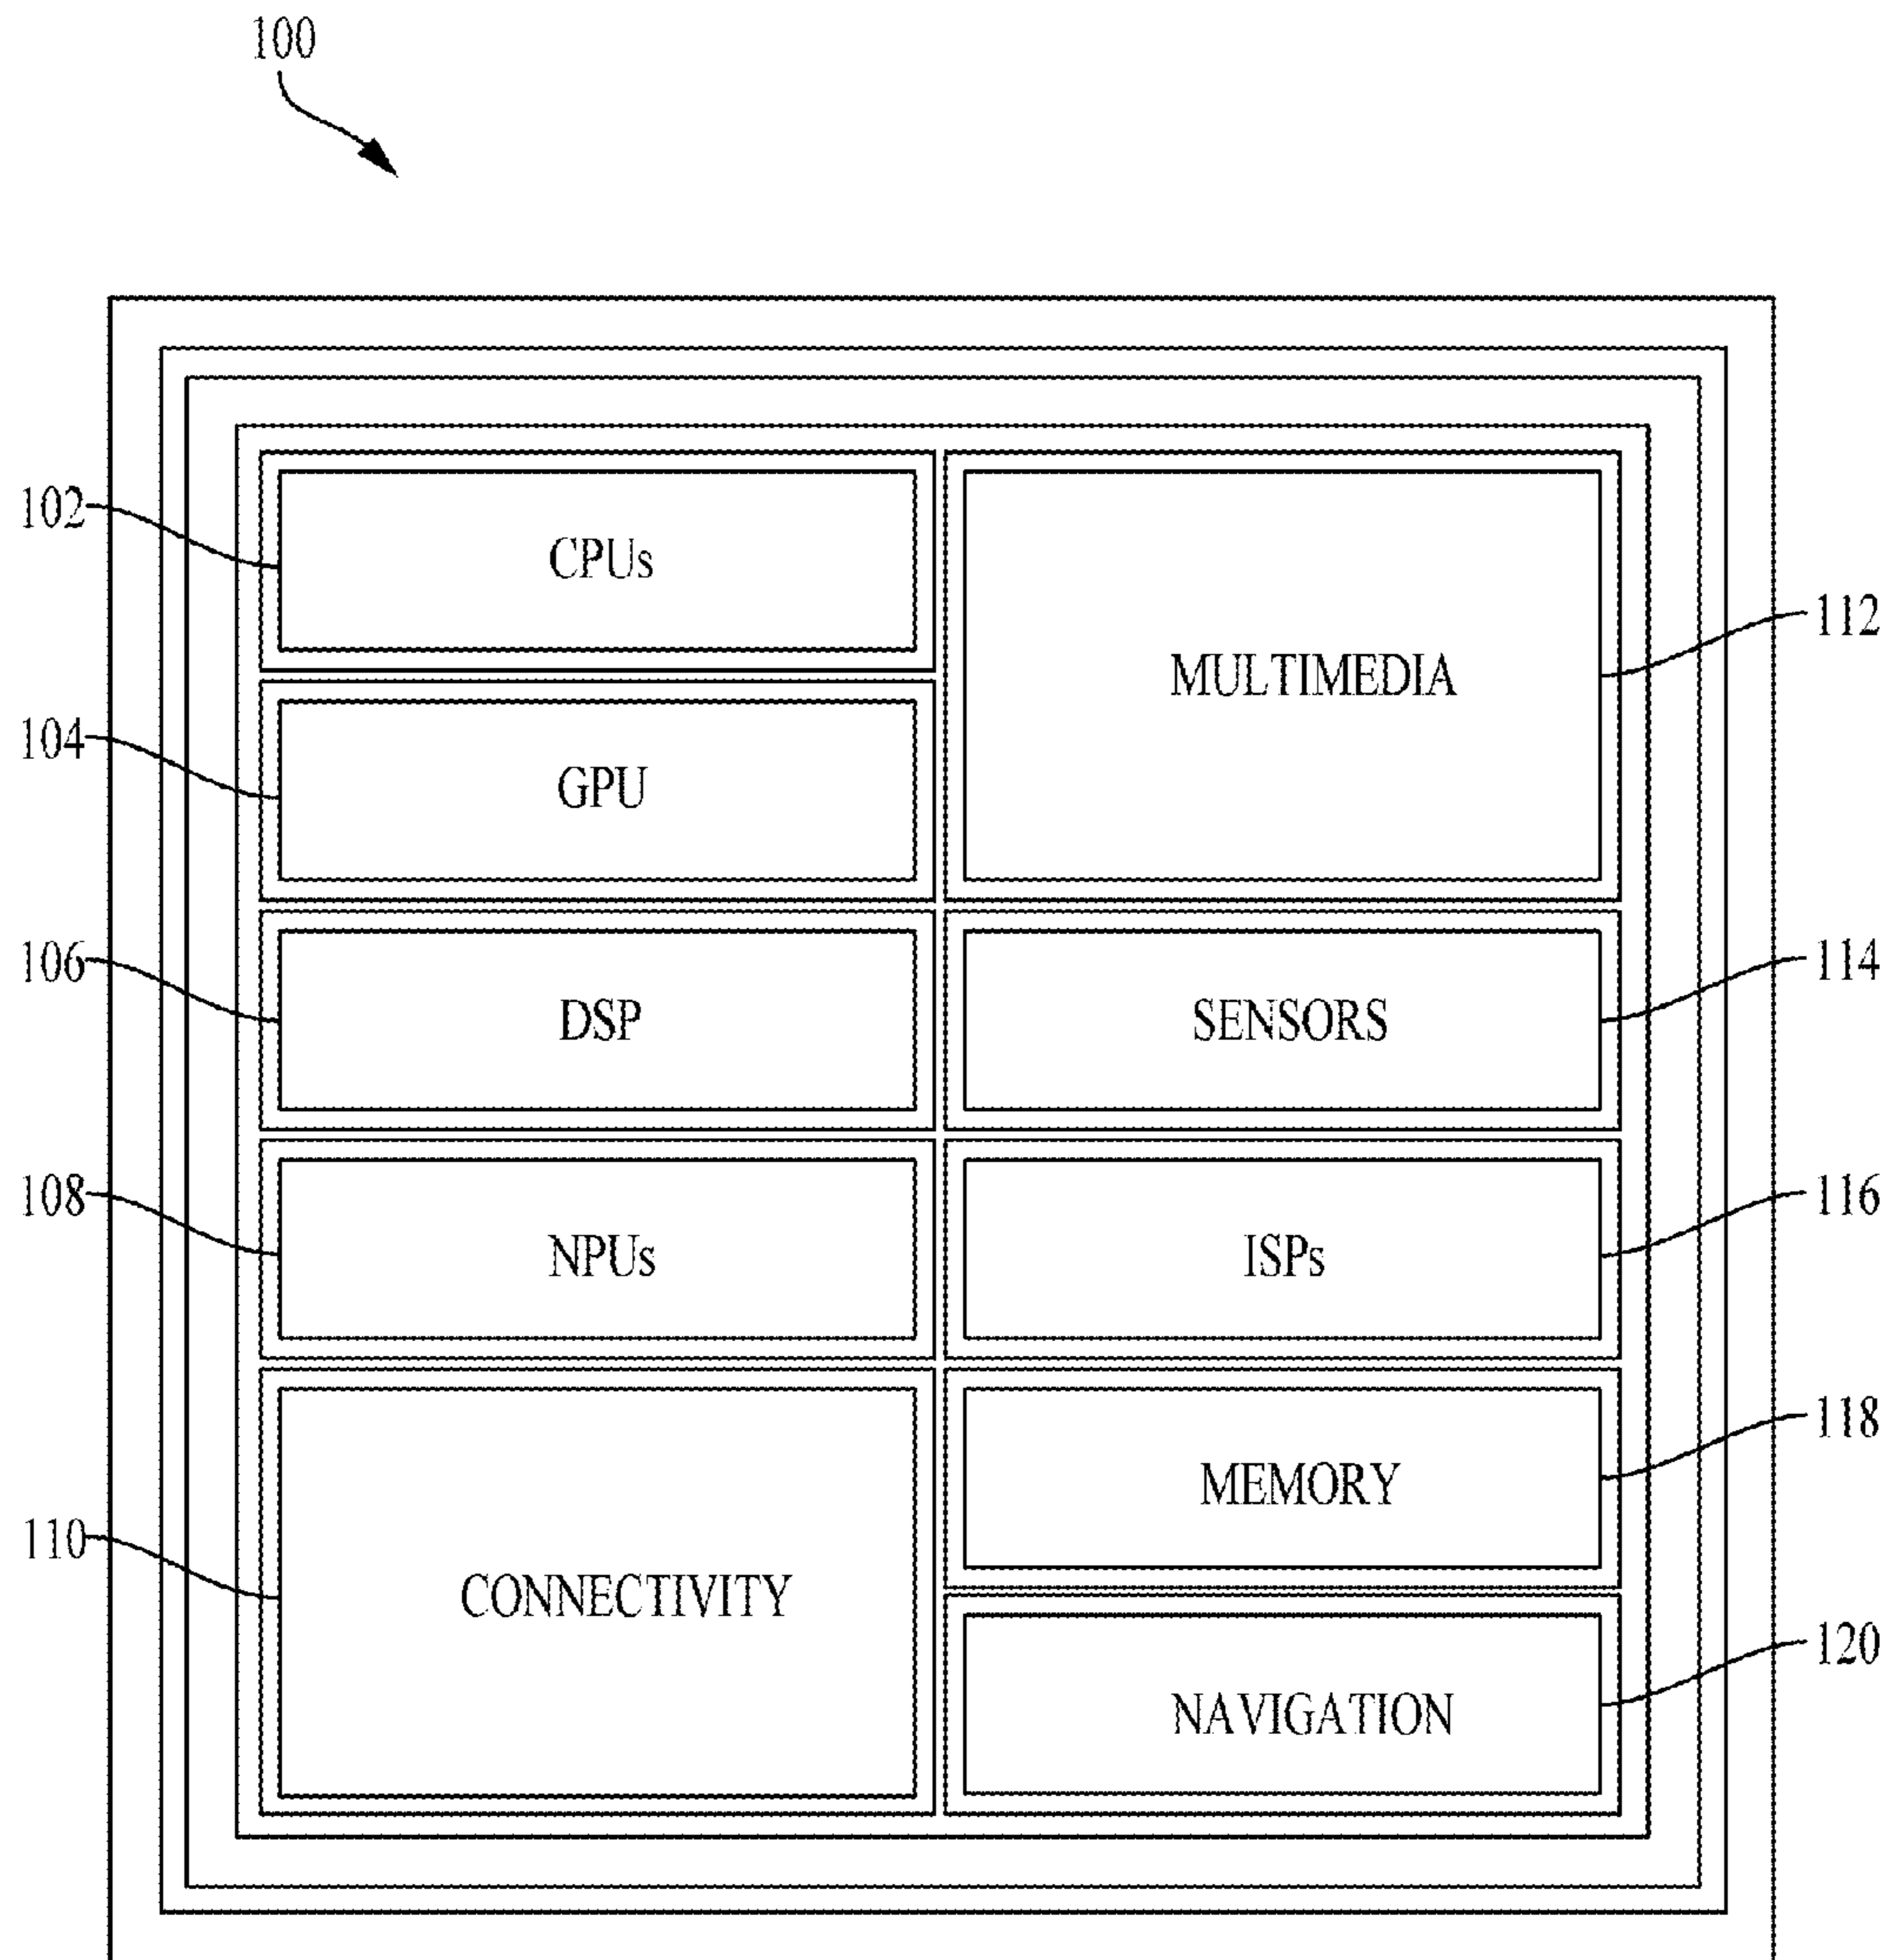 100
102
CPUs
MULTIMEDIA
112
104
GPU
106
DSP
SENSORS
114
108
NPUs
ISPs
116
110
CONNECTIVITY
MEMORY
118
NAVIGATION
120